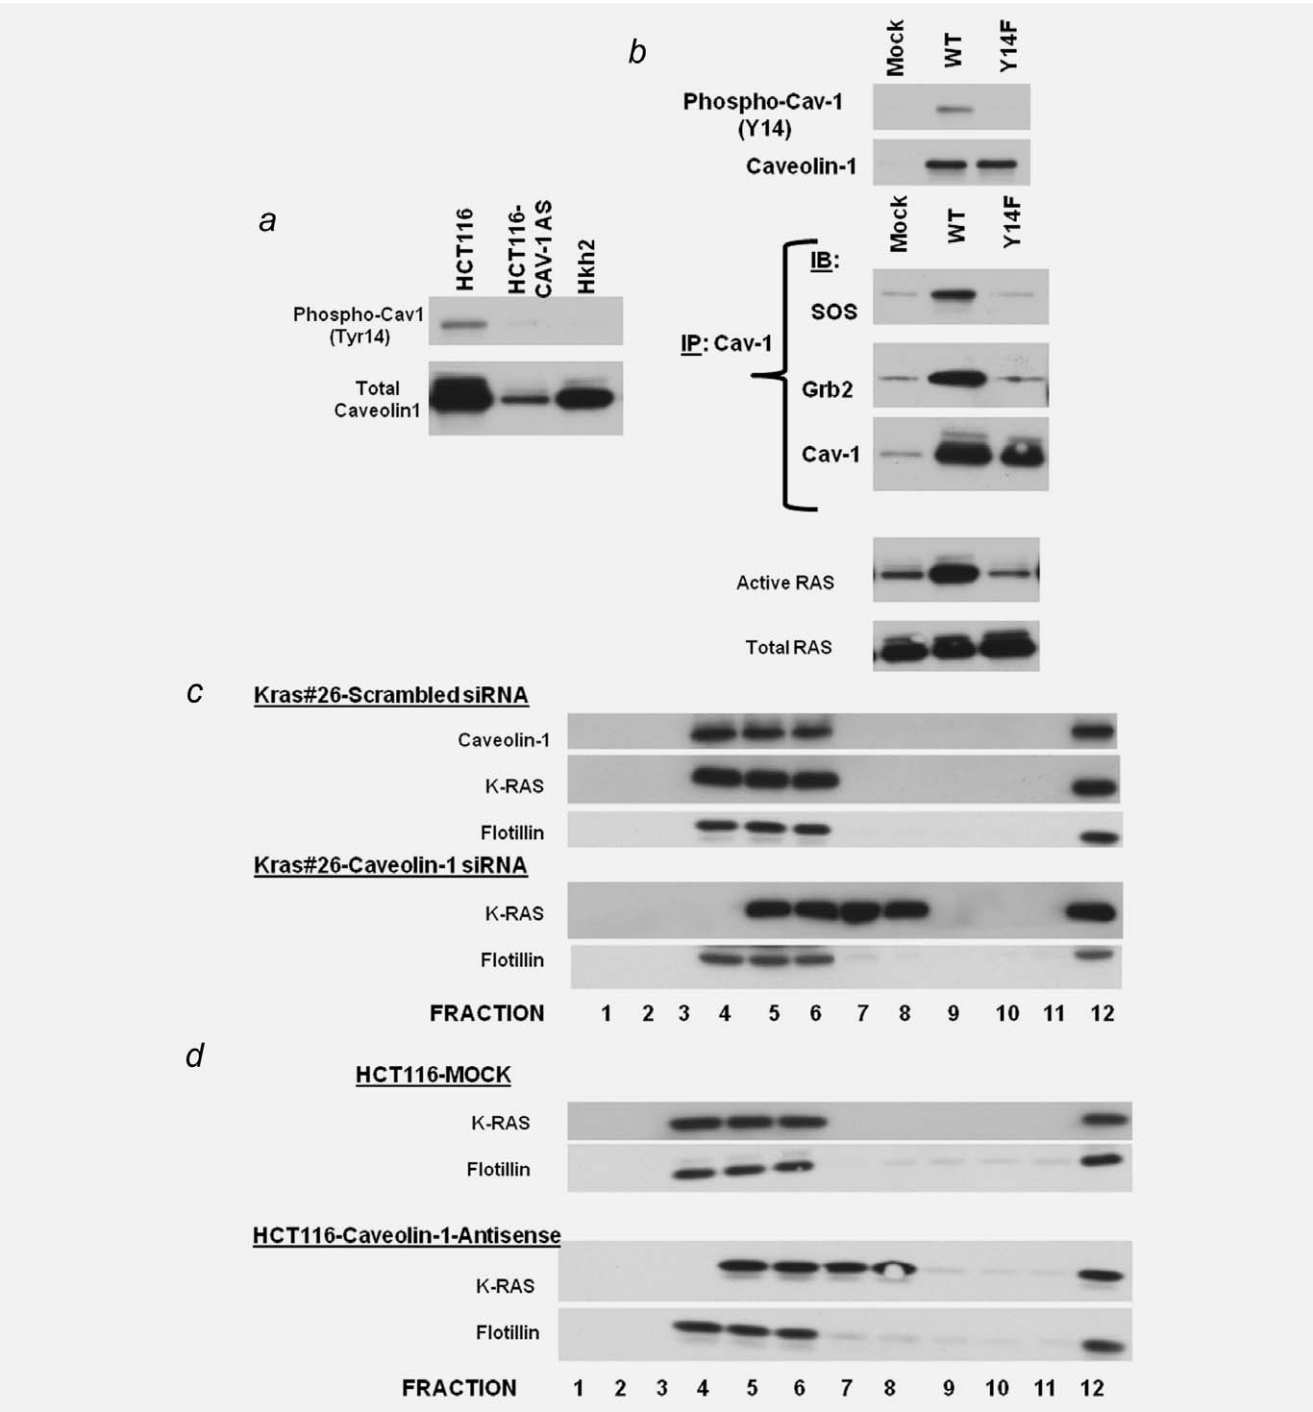 a
HCT116
HCT116-
CAV-1 AS
Hkh2
Phospho-Cav1
(Tyr14)
Total
Caveolin1
b
Mock
WT
Y14F
Phospho-Cav-1
(Y14)
Caveolin-1
Mock
WT
Y14F
IP: Cav-1
IB:
SOS
Grb2
Cav-1
Active RAS
Total RAS
c
Kras#26-Scrambled siRNA
Caveolin-1
K-RAS
Flotillin
Kras#26-Caveolin-1 siRNA
K-RAS
Flotillin
FRACTION 1 2 3 4 5 6 7 8 9 10 11 12
d
HCT116-MOCK
K-RAS
Flotillin
HCT116-Caveolin-1-Antisense
K-RAS
Flotillin
FRACTION 1 2 3 4 5 6 7 8 9 10 11 12